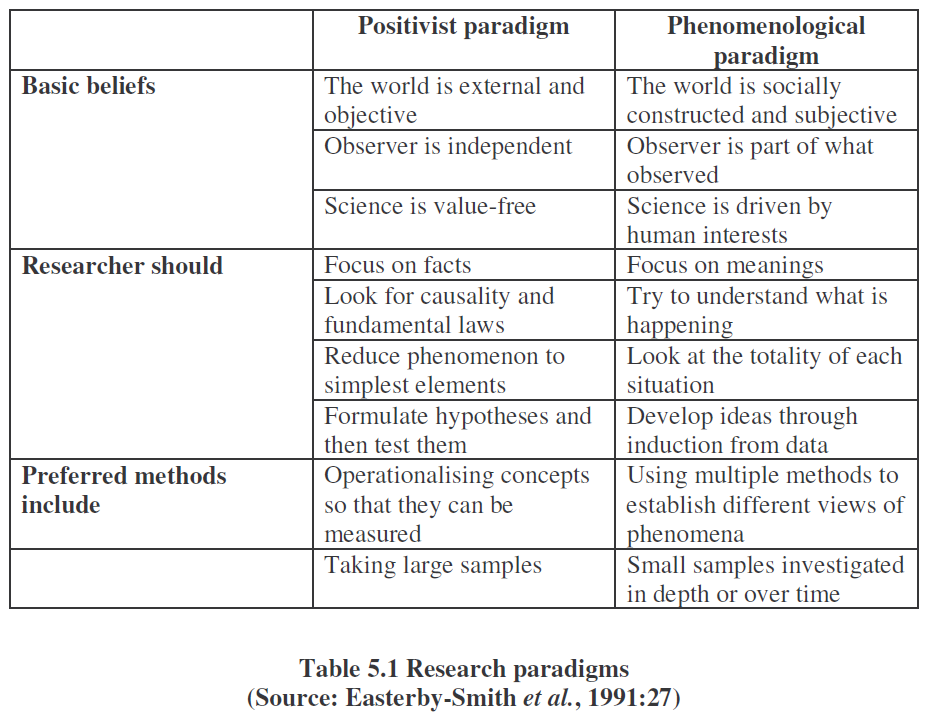 Positivist paradigm
Phenomenological
paradigm
Basic beliefs
The world is external and
objective
The world is socially
constructed and subjective
Observer is independent
Observer is part of what
observed
Science is value-free
Science is driven by
human interests
Researcher should
Focus on facts
Focus on meanings
Look for causality and
fundamental laws
Try to understand what is
happening
Reduce phenomenon to
simplest elements
Look at the totality of each
situation
Formulate hypotheses and
then test them
Develop ideas through
induction from data
Preferred methods
include
Operationalising concepts
so that they can be
measured
Using multiple methods to
establish different views of
phenomena
Taking large samples
Small samples investigated
in depth or over time
Table 5.1 Research paradigms
(Source: Easterby-Smith et al., 1991:27)